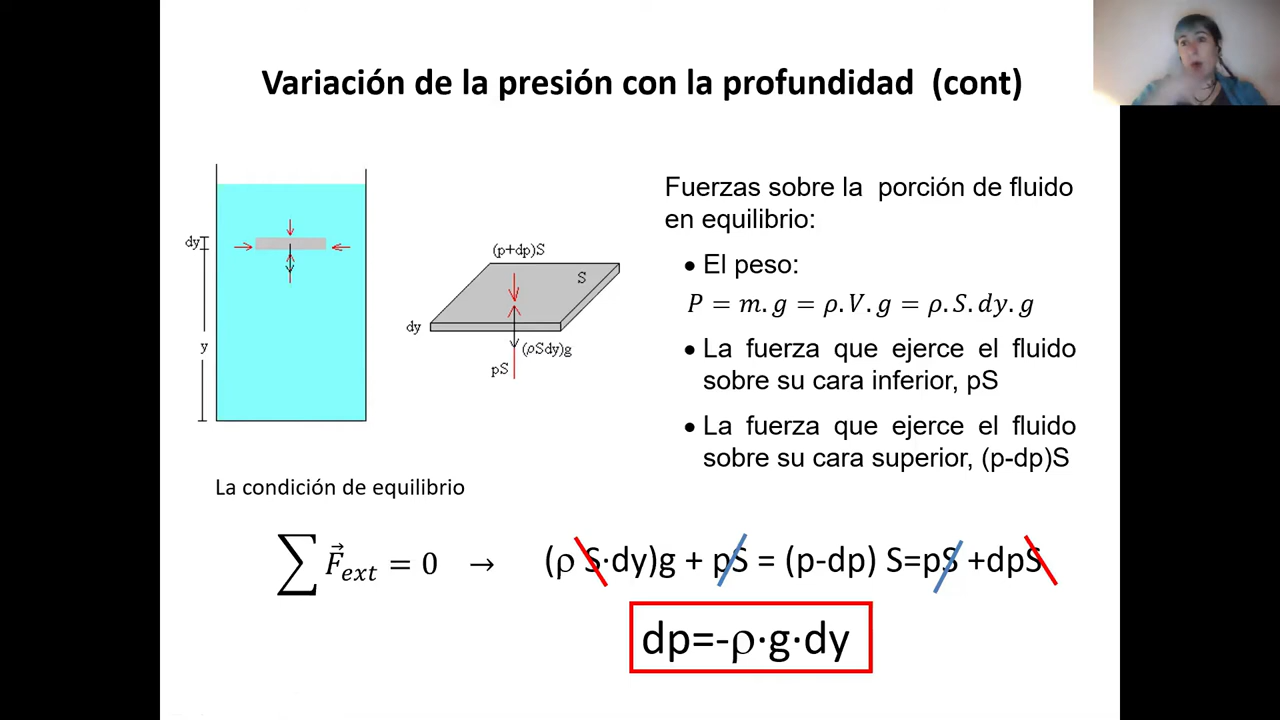 Variación de la presión con la profundidad (cont)
dy
y
(p+dp)S
S
dy
(ρSdy)g
pS
Fuerzas sobre la porción de fluido
en equilibrio:
• El peso:
P = m.g = ρ.V.g = ρ.S.dy.g
• La fuerza que ejerce el fluido
sobre su cara inferior, pS
• La fuerza que ejerce el fluido
sobre su cara superior, (p-dp)S
La condición de equilibrio
∑ F⃗ext = 0 → (ρ S·dy)g + pS = (p-dp) S=pS +dpS
dp=-ρ·g·dy